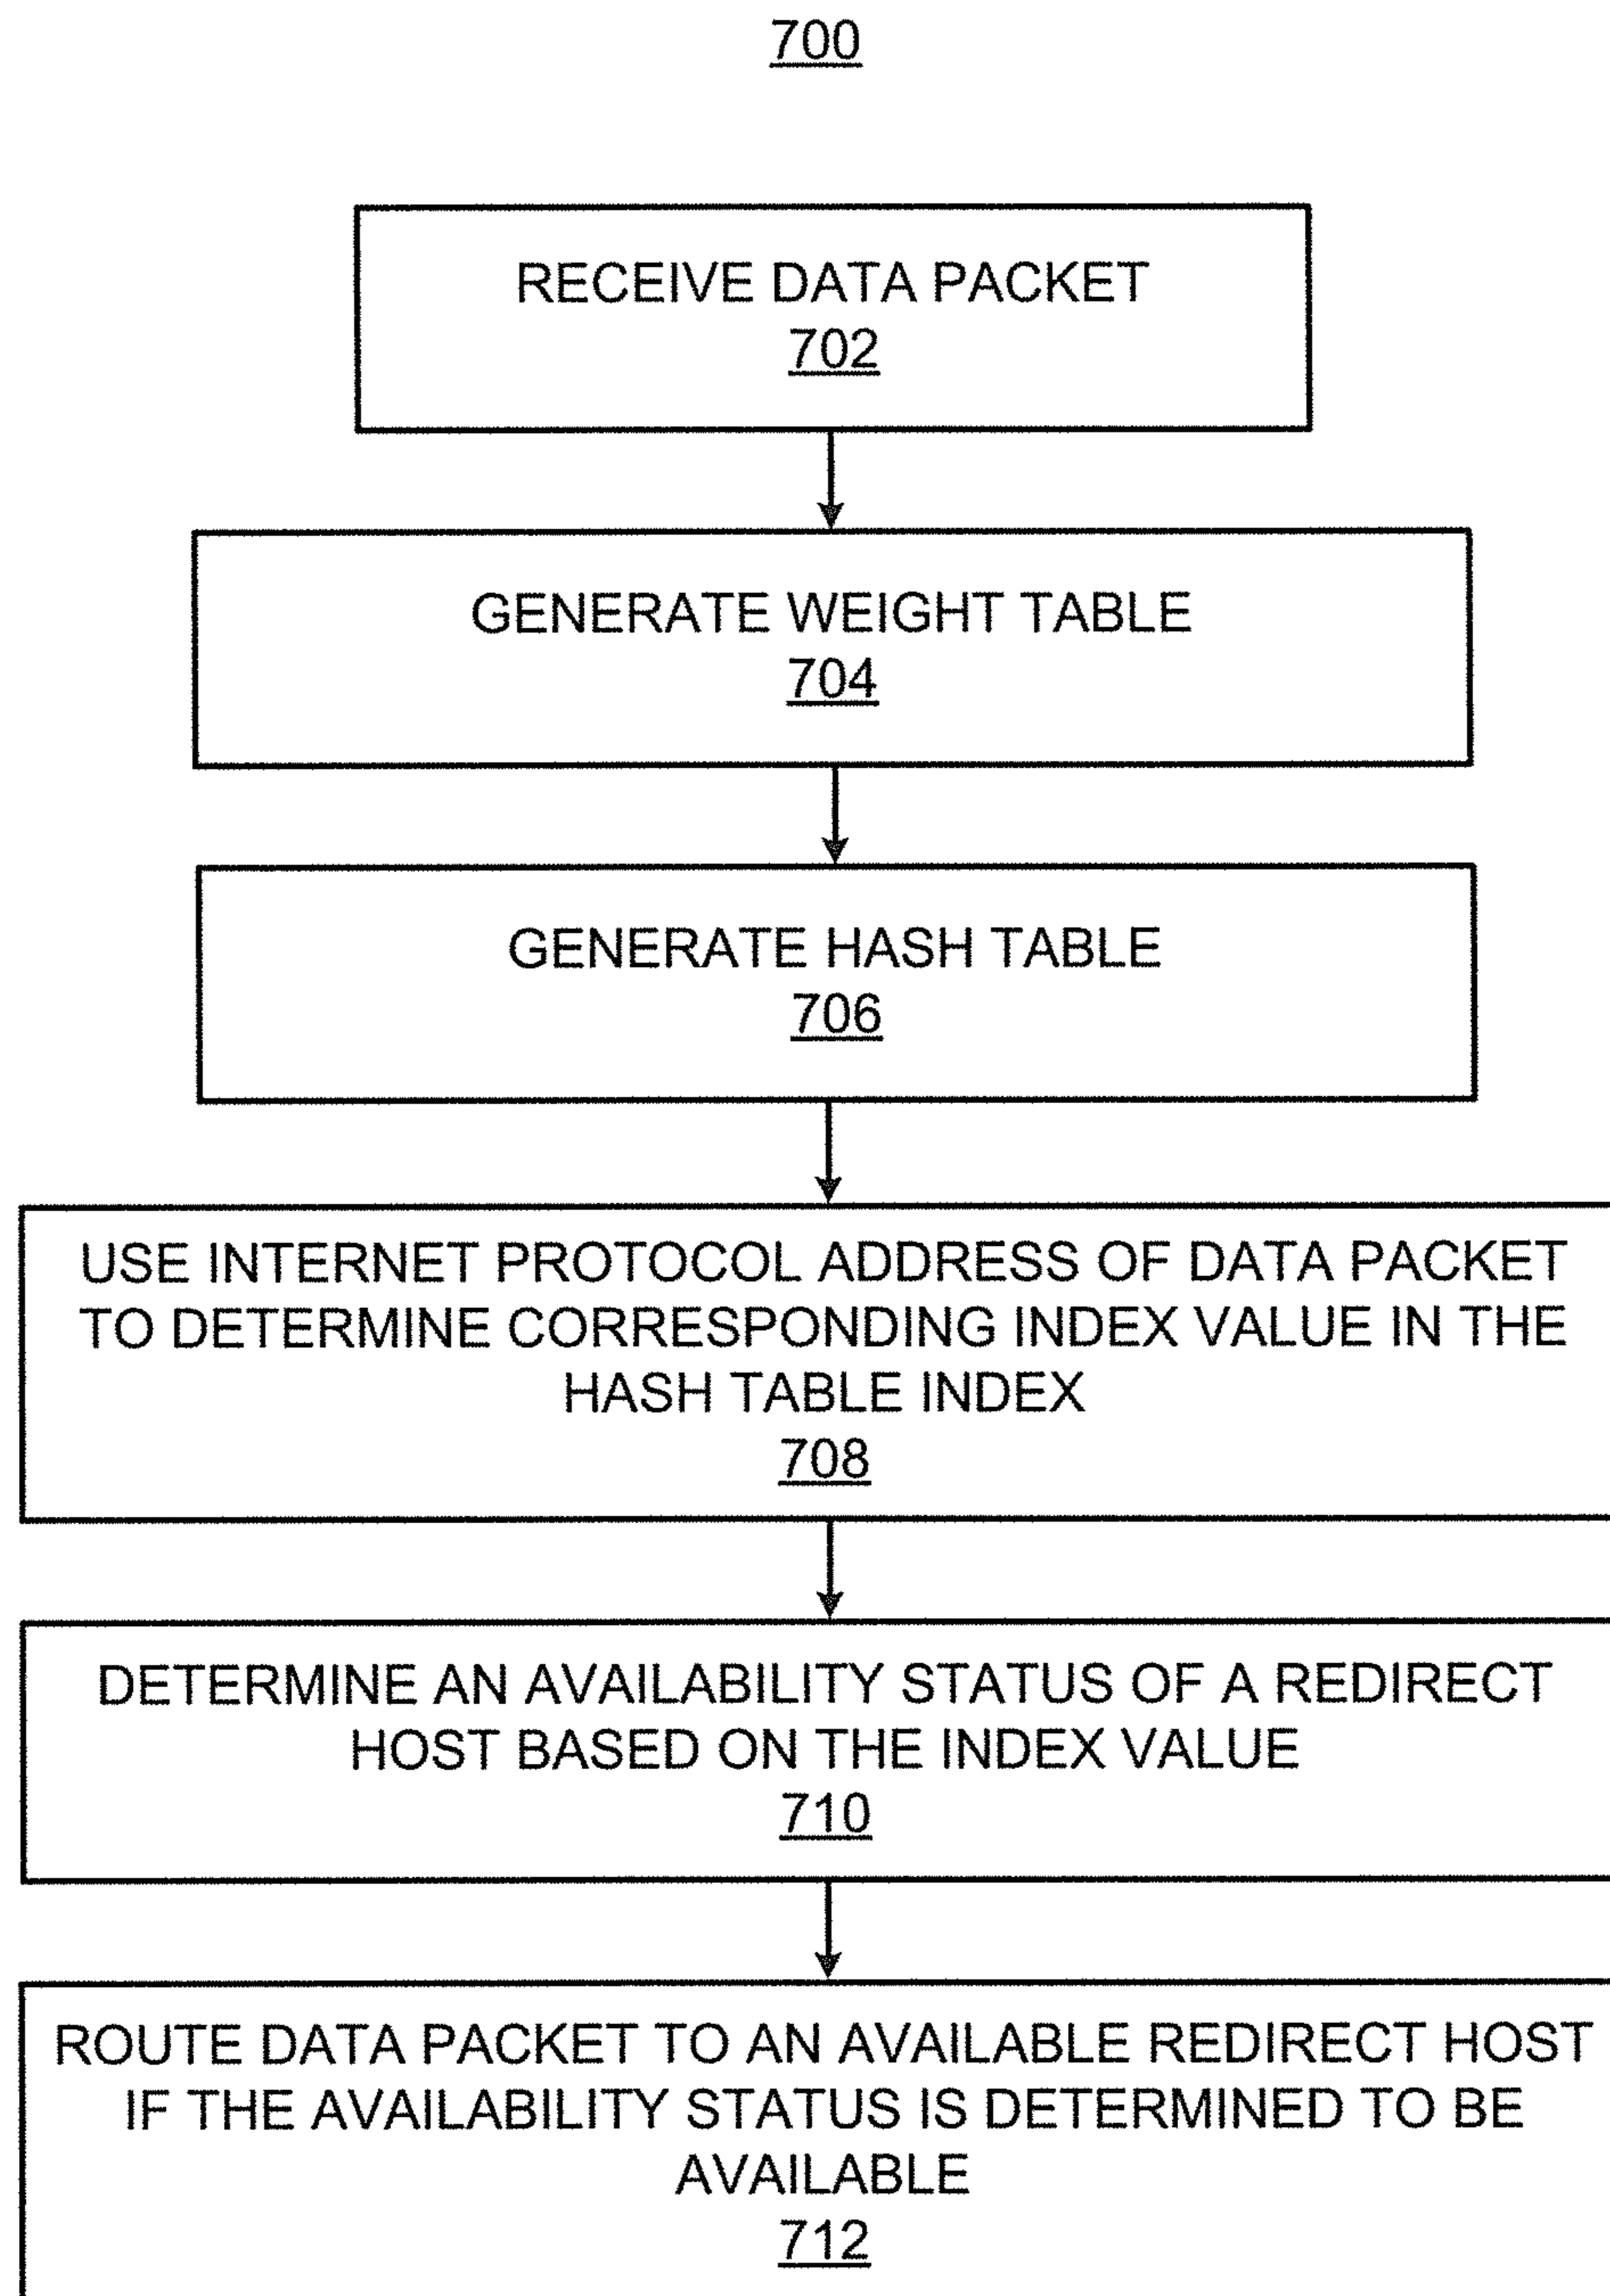 700
RECEIVE DATA PACKET
702
GENERATE WEIGHT TABLE
704
GENERATE HASH TABLE
706
USE INTERNET PROTOCOL ADDRESS OF DATA PACKET
TO DETERMINE CORRESPONDING INDEX VALUE IN THE
HASH TABLE INDEX
708
DETERMINE AN AVAILABILITY STATUS OF A REDIRECT
HOST BASED ON THE INDEX VALUE
710
ROUTE DATA PACKET TO AN AVAILABLE REDIRECT HOST
IF THE AVAILABILITY STATUS IS DETERMINED TO BE
AVAILABLE
712